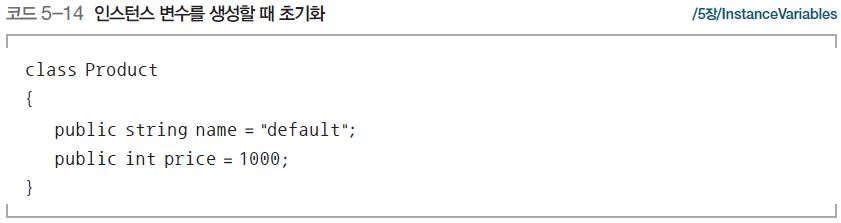 코드 5-14 인스턴스 변수를 생성할 때 초기화 /5장/InstanceVariables
class Product
{
public string name = "default";
public int price = 1000;
}